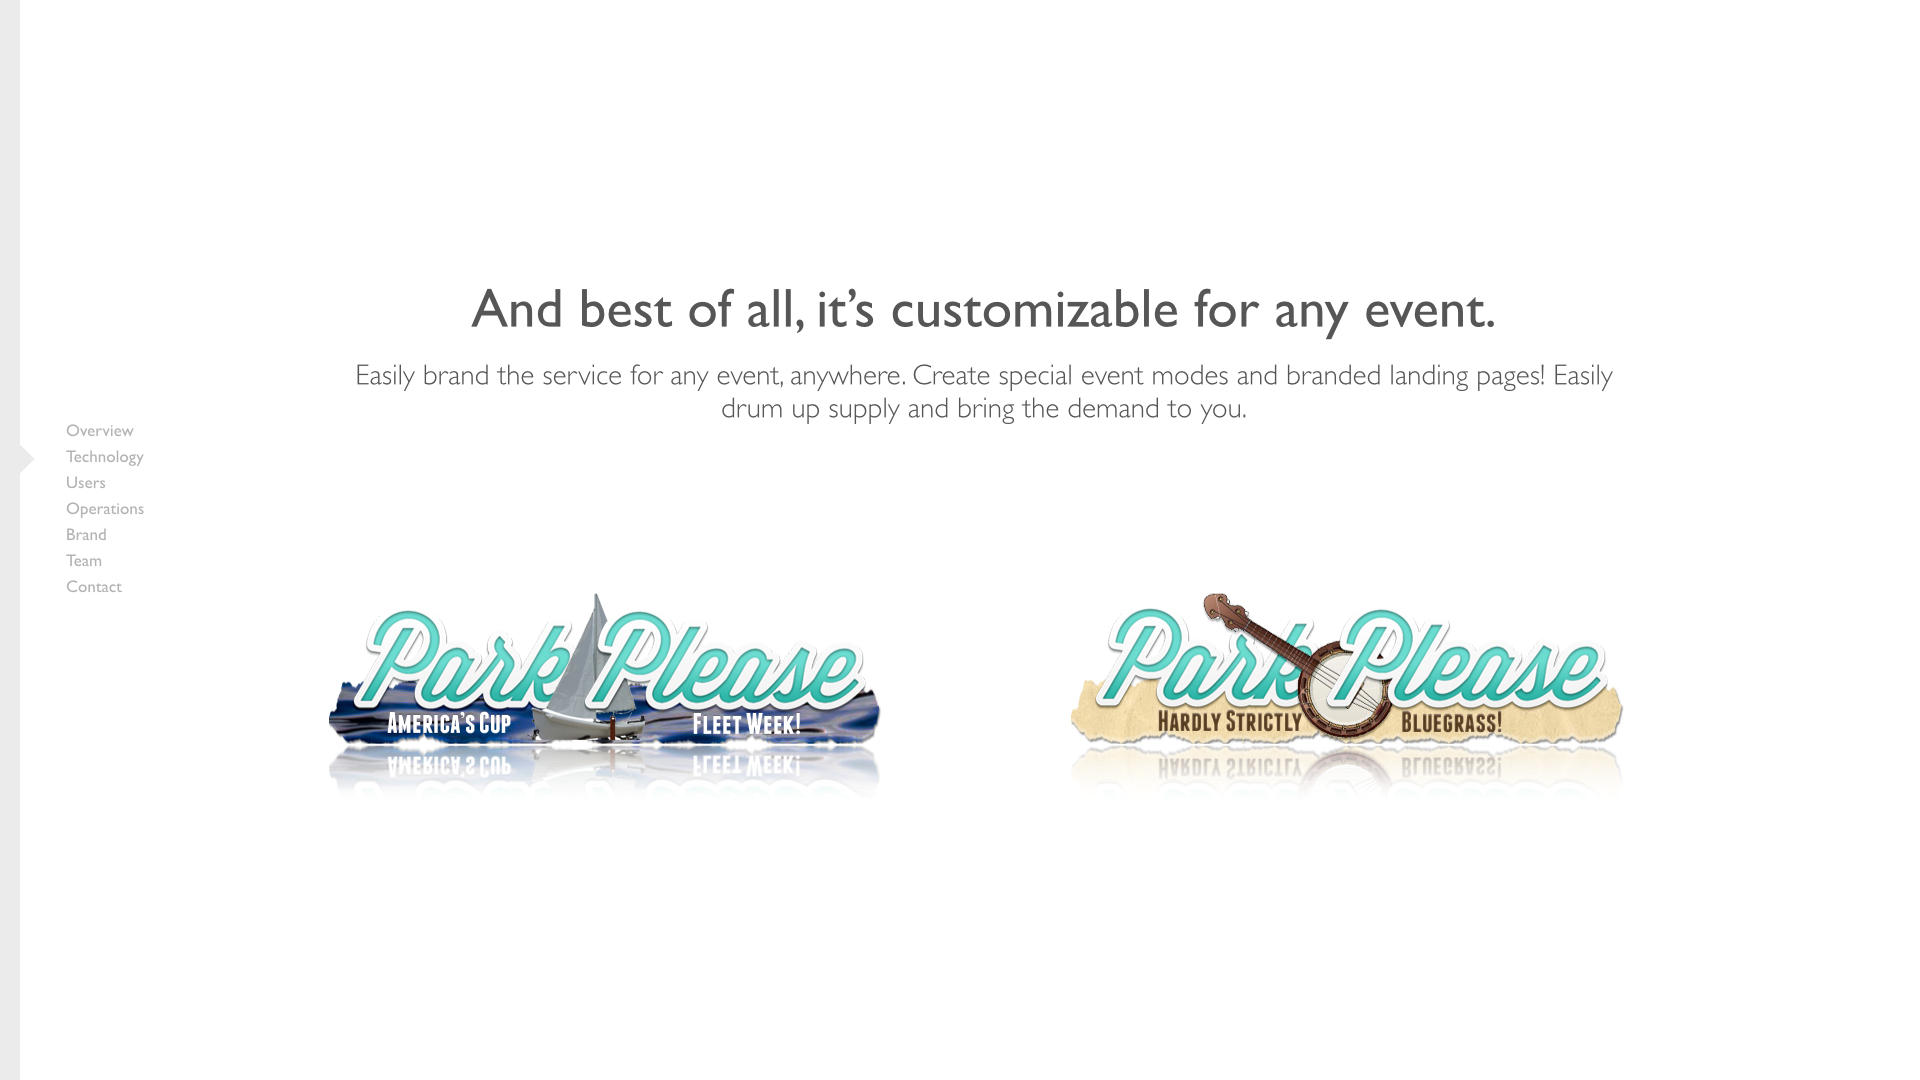 And best of all, it’s customizable for any event.
Easily brand the service for any event, anywhere. Create special event modes and branded landing pages! Easily
drum up supply and bring the demand to you.
Overview
Technology
Users
Operations
Brand
Team
Contact
Park Please
America's Cup Fleet Week!
Park Please
Hardly Strictly Bluegrass!